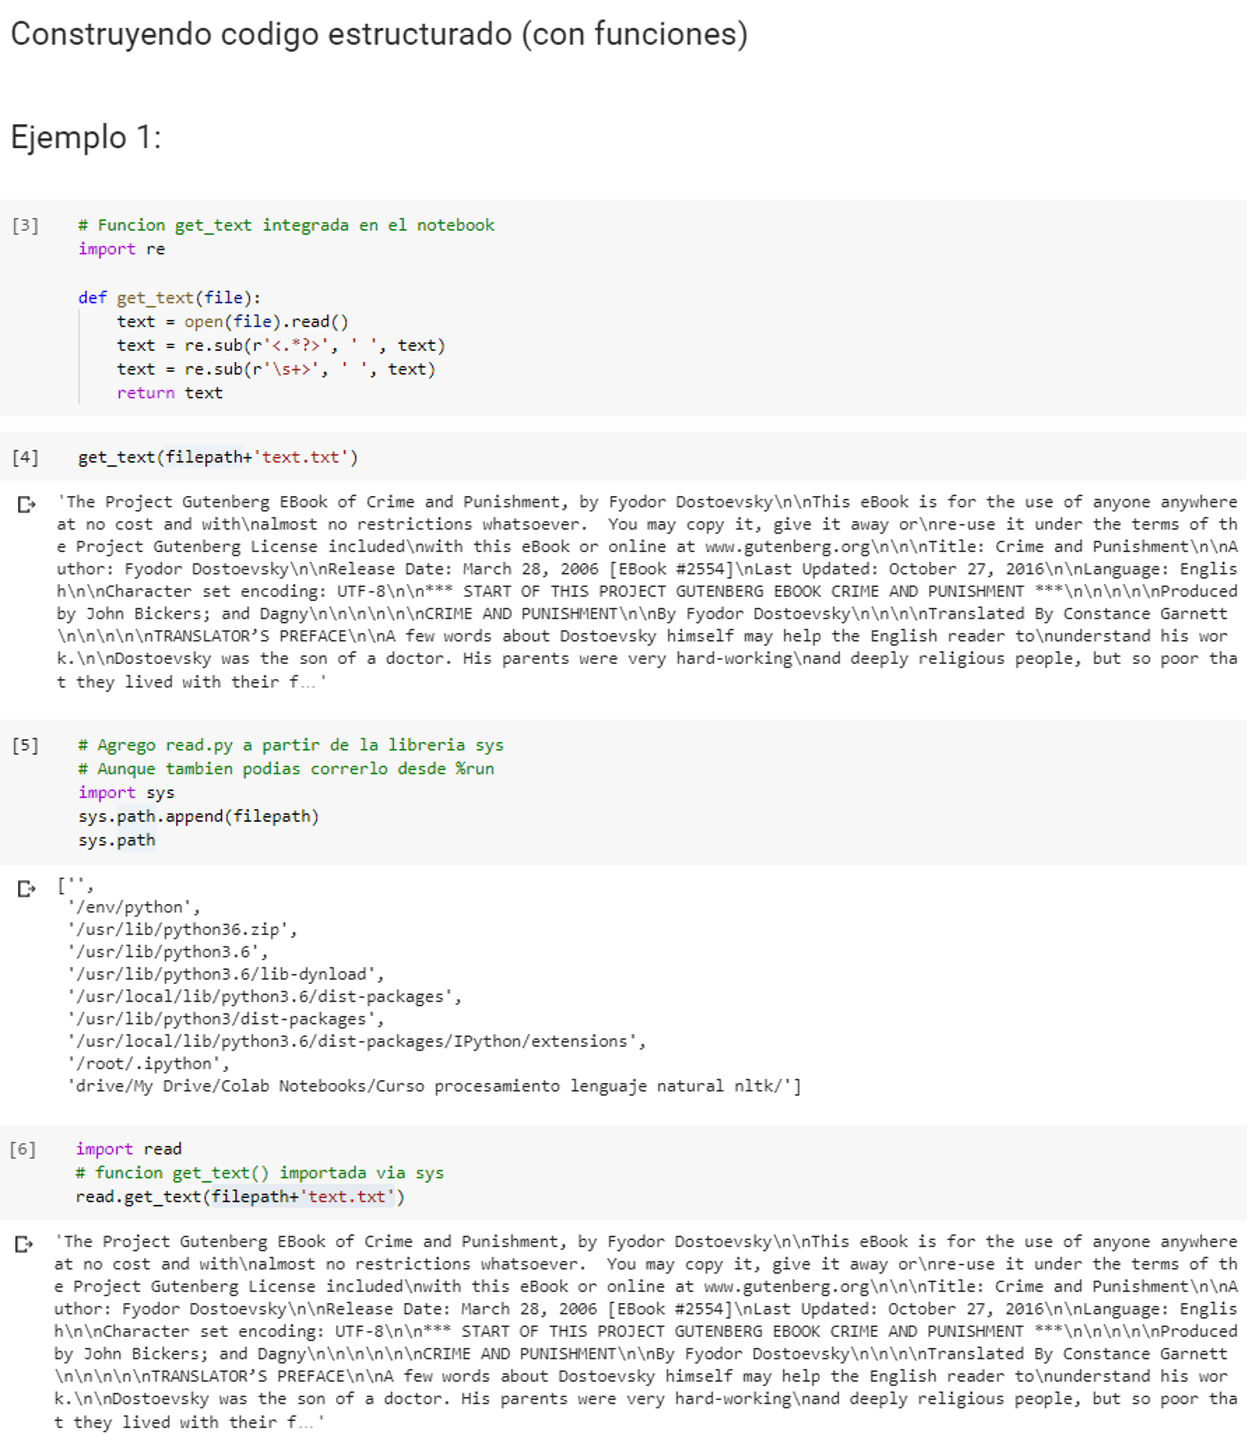 Construyendo codigo estructurado (con funciones)
Ejemplo 1:
[3] # Funcion get_text integrada en el notebook
import re
def get_text(file):
text = open(file).read()
text = re.sub(r'<.*?>', ' ', text)
text = re.sub(r'\s+>', ' ', text)
return text
[4] get_text(filepath+'text.txt')
'The Project Gutenberg EBook of Crime and Punishment, by Fyodor Dostoevsky\n\nThis eBook is for the use of anyone anywhere
at no cost and with\nalmost no restrictions whatsoever.  You may copy it, give it away or\nre-use it under the terms of th
e Project Gutenberg License included\nwith this eBook or online at www.gutenberg.org\n\n\nTitle: Crime and Punishment\n\nA
uthor: Fyodor Dostoevsky\n\nRelease Date: March 28, 2006 [EBook #2554]\nLast Updated: October 27, 2016\n\nLanguage: Englis
h\n\nCharacter set encoding: UTF-8\n\n*** START OF THIS PROJECT GUTENBERG EBOOK CRIME AND PUNISHMENT ***\n\n\n\n\nProduced
by John Bickers; and Dagny\n\n\n\n\n\nCRIME AND PUNISHMENT\n\nBy Fyodor Dostoevsky\n\n\n\nTranslated By Constance Garnett
\n\n\n\n\nTRANSLATOR’S PREFACE\n\nA few words about Dostoevsky himself may help the English reader to\nunderstand his wor
k.\n\nDostoevsky was the son of a doctor. His parents were very hard-working\nand deeply religious people, but so poor tha
t they lived with their f...'
[5] # Agrego read.py a partir de la libreria sys
# Aunque tambien podias correrlo desde %run
import sys
sys.path.append(filepath)
sys.path
['',
'/env/python',
'/usr/lib/python36.zip',
'/usr/lib/python3.6',
'/usr/lib/python3.6/lib-dynload',
'/usr/local/lib/python3.6/dist-packages',
'/usr/lib/python3/dist-packages',
'/usr/local/lib/python3.6/dist-packages/IPython/extensions',
'/root/.ipython',
'drive/My Drive/Colab Notebooks/Curso procesamiento lenguaje natural nltk/']
[6] import read
# funcion get_text() importada via sys
read.get_text(filepath+'text.txt')
'The Project Gutenberg EBook of Crime and Punishment, by Fyodor Dostoevsky\n\nThis eBook is for the use of anyone anywhere
at no cost and with\nalmost no restrictions whatsoever.  You may copy it, give it away or\nre-use it under the terms of th
e Project Gutenberg License included\nwith this eBook or online at www.gutenberg.org\n\n\nTitle: Crime and Punishment\n\nA
uthor: Fyodor Dostoevsky\n\nRelease Date: March 28, 2006 [EBook #2554]\nLast Updated: October 27, 2016\n\nLanguage: Englis
h\n\nCharacter set encoding: UTF-8\n\n*** START OF THIS PROJECT GUTENBERG EBOOK CRIME AND PUNISHMENT ***\n\n\n\n\nProduced
by John Bickers; and Dagny\n\n\n\n\n\nCRIME AND PUNISHMENT\n\nBy Fyodor Dostoevsky\n\n\n\nTranslated By Constance Garnett
\n\n\n\n\nTRANSLATOR’S PREFACE\n\nA few words about Dostoevsky himself may help the English reader to\nunderstand his wor
k.\n\nDostoevsky was the son of a doctor. His parents were very hard-working\nand deeply religious people, but so poor tha
t they lived with their f...'